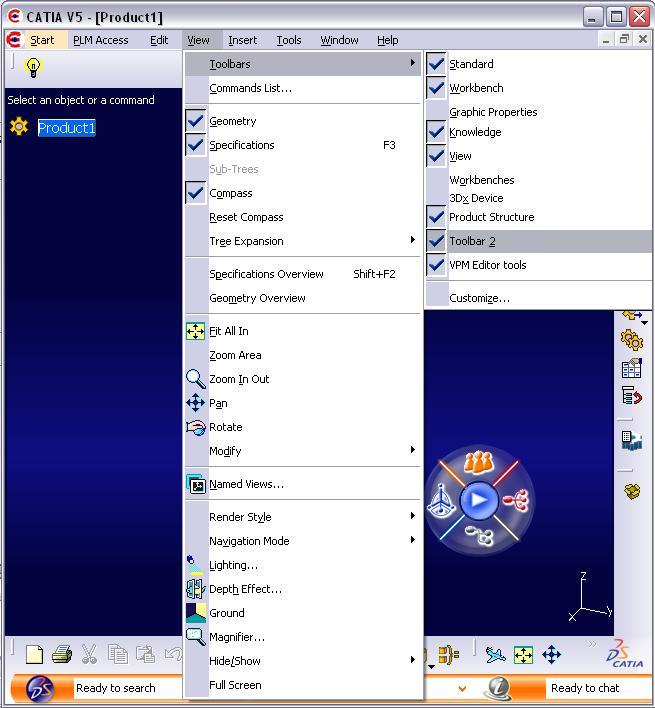 CATIA V5 - [Product1]
Start PLM Access Edit View Insert Tools Window Help
Select an object or a command
Product1
Toolbars
Commands List...
Geometry
Specifications F3
Sub-Trees
Compass
Reset Compass
Tree Expansion
Specifications Overview Shift+F2
Geometry Overview
Fit All In
Zoom Area
Zoom In Out
Pan
Rotate
Modify
Named Views...
Render Style
Navigation Mode
Lighting...
Depth Effect...
Ground
Magnifier...
Hide/Show
Full Screen
Standard
Workbench
Graphic Properties
Knowledge
View
Workbenches
3Dx Device
Product Structure
Toolbar 2
VPM Editor tools
Customize...
z
x
y
CATIA
Ready to search
Ready to chat